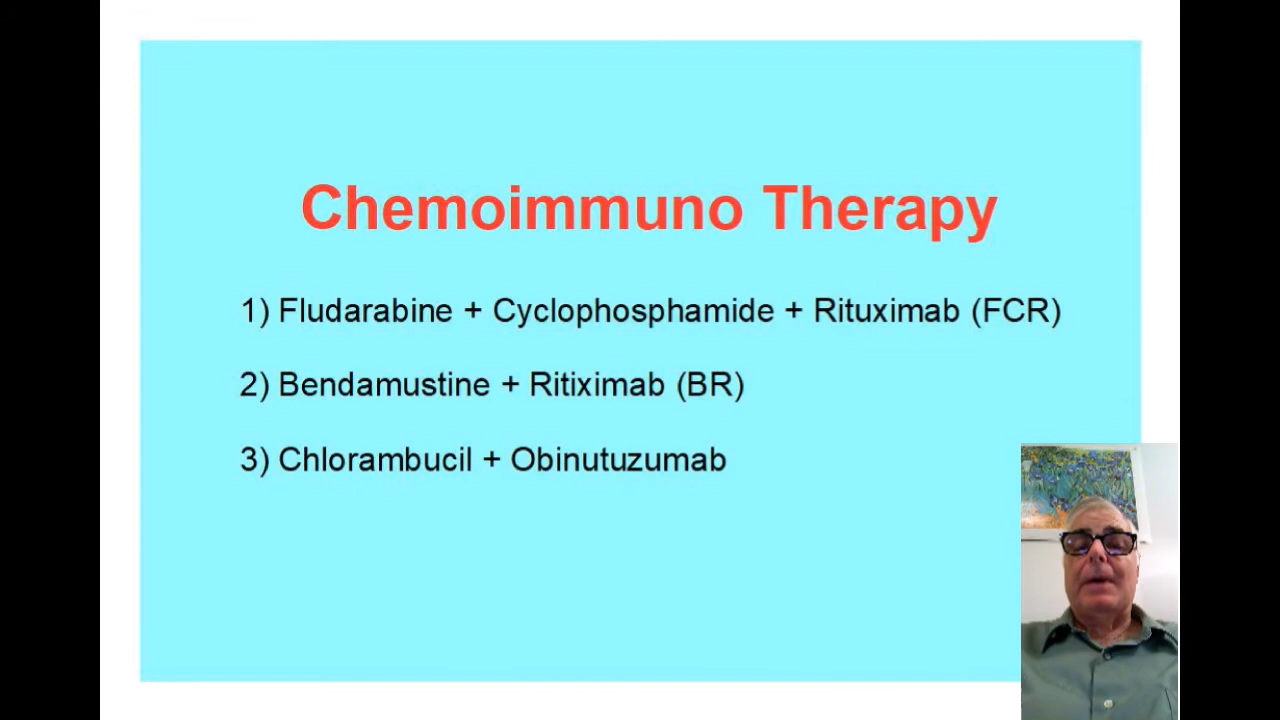 Chemoimmuno Therapy
1) Fludarabine + Cyclophosphamide + Rituximab (FCR)
2) Bendamustine + Ritiximab (BR)
3) Chlorambucil + Obinutuzumab